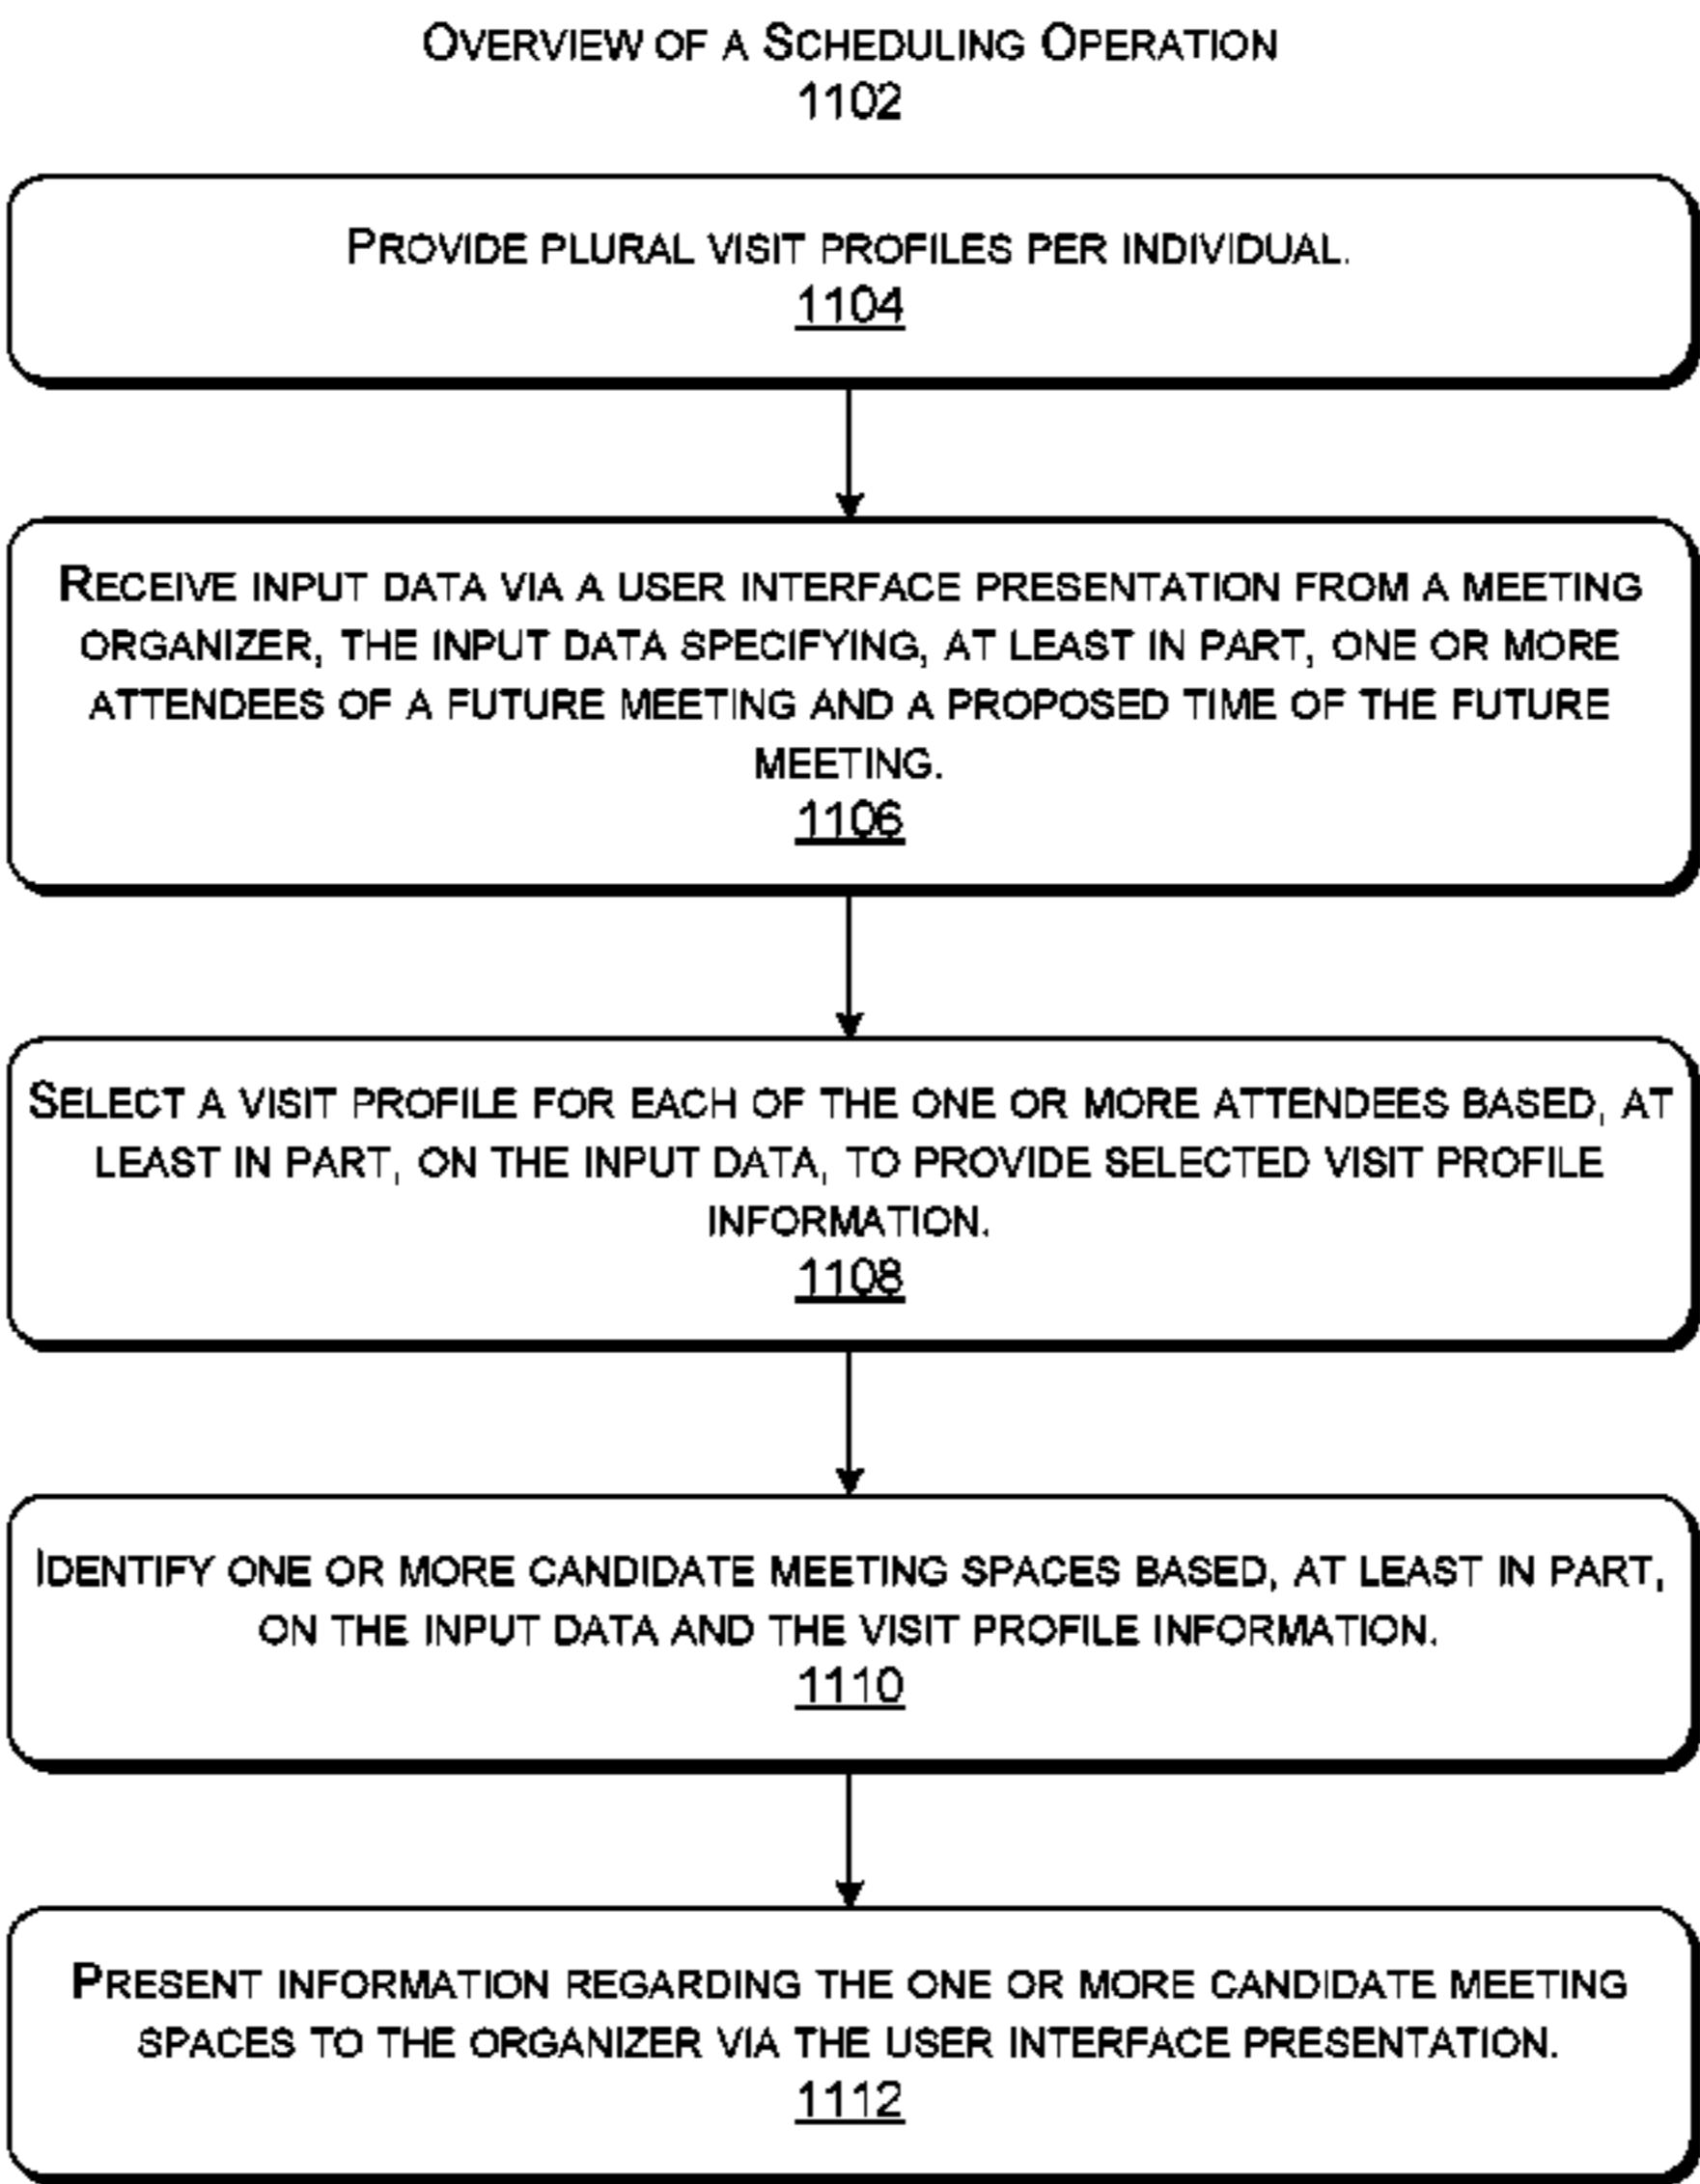 OVERVIEW OF A SCHEDULING OPERATION
1102
PROVIDE PLURAL VISIT PROFILES PER INDIVIDUAL.
1104
RECEIVE INPUT DATA VIA A USER INTERFACE PRESENTATION FROM A MEETING
ORGANIZER, THE INPUT DATA SPECIFYING, AT LEAST IN PART, ONE OR MORE
ATTENDEES OF A FUTURE MEETING AND A PROPOSED TIME OF THE FUTURE
MEETING.
1106
SELECT A VISIT PROFILE FOR EACH OF THE ONE OR MORE ATTENDEES BASED, AT
LEAST IN PART, ON THE INPUT DATA, TO PROVIDE SELECTED VISIT PROFILE
INFORMATION.
1108
IDENTIFY ONE OR MORE CANDIDATE MEETING SPACES BASED, AT LEAST IN PART,
ON THE INPUT DATA AND THE VISIT PROFILE INFORMATION.
1110
PRESENT INFORMATION REGARDING THE ONE OR MORE CANDIDATE MEETING
SPACES TO THE ORGANIZER VIA THE USER INTERFACE PRESENTATION.
1112